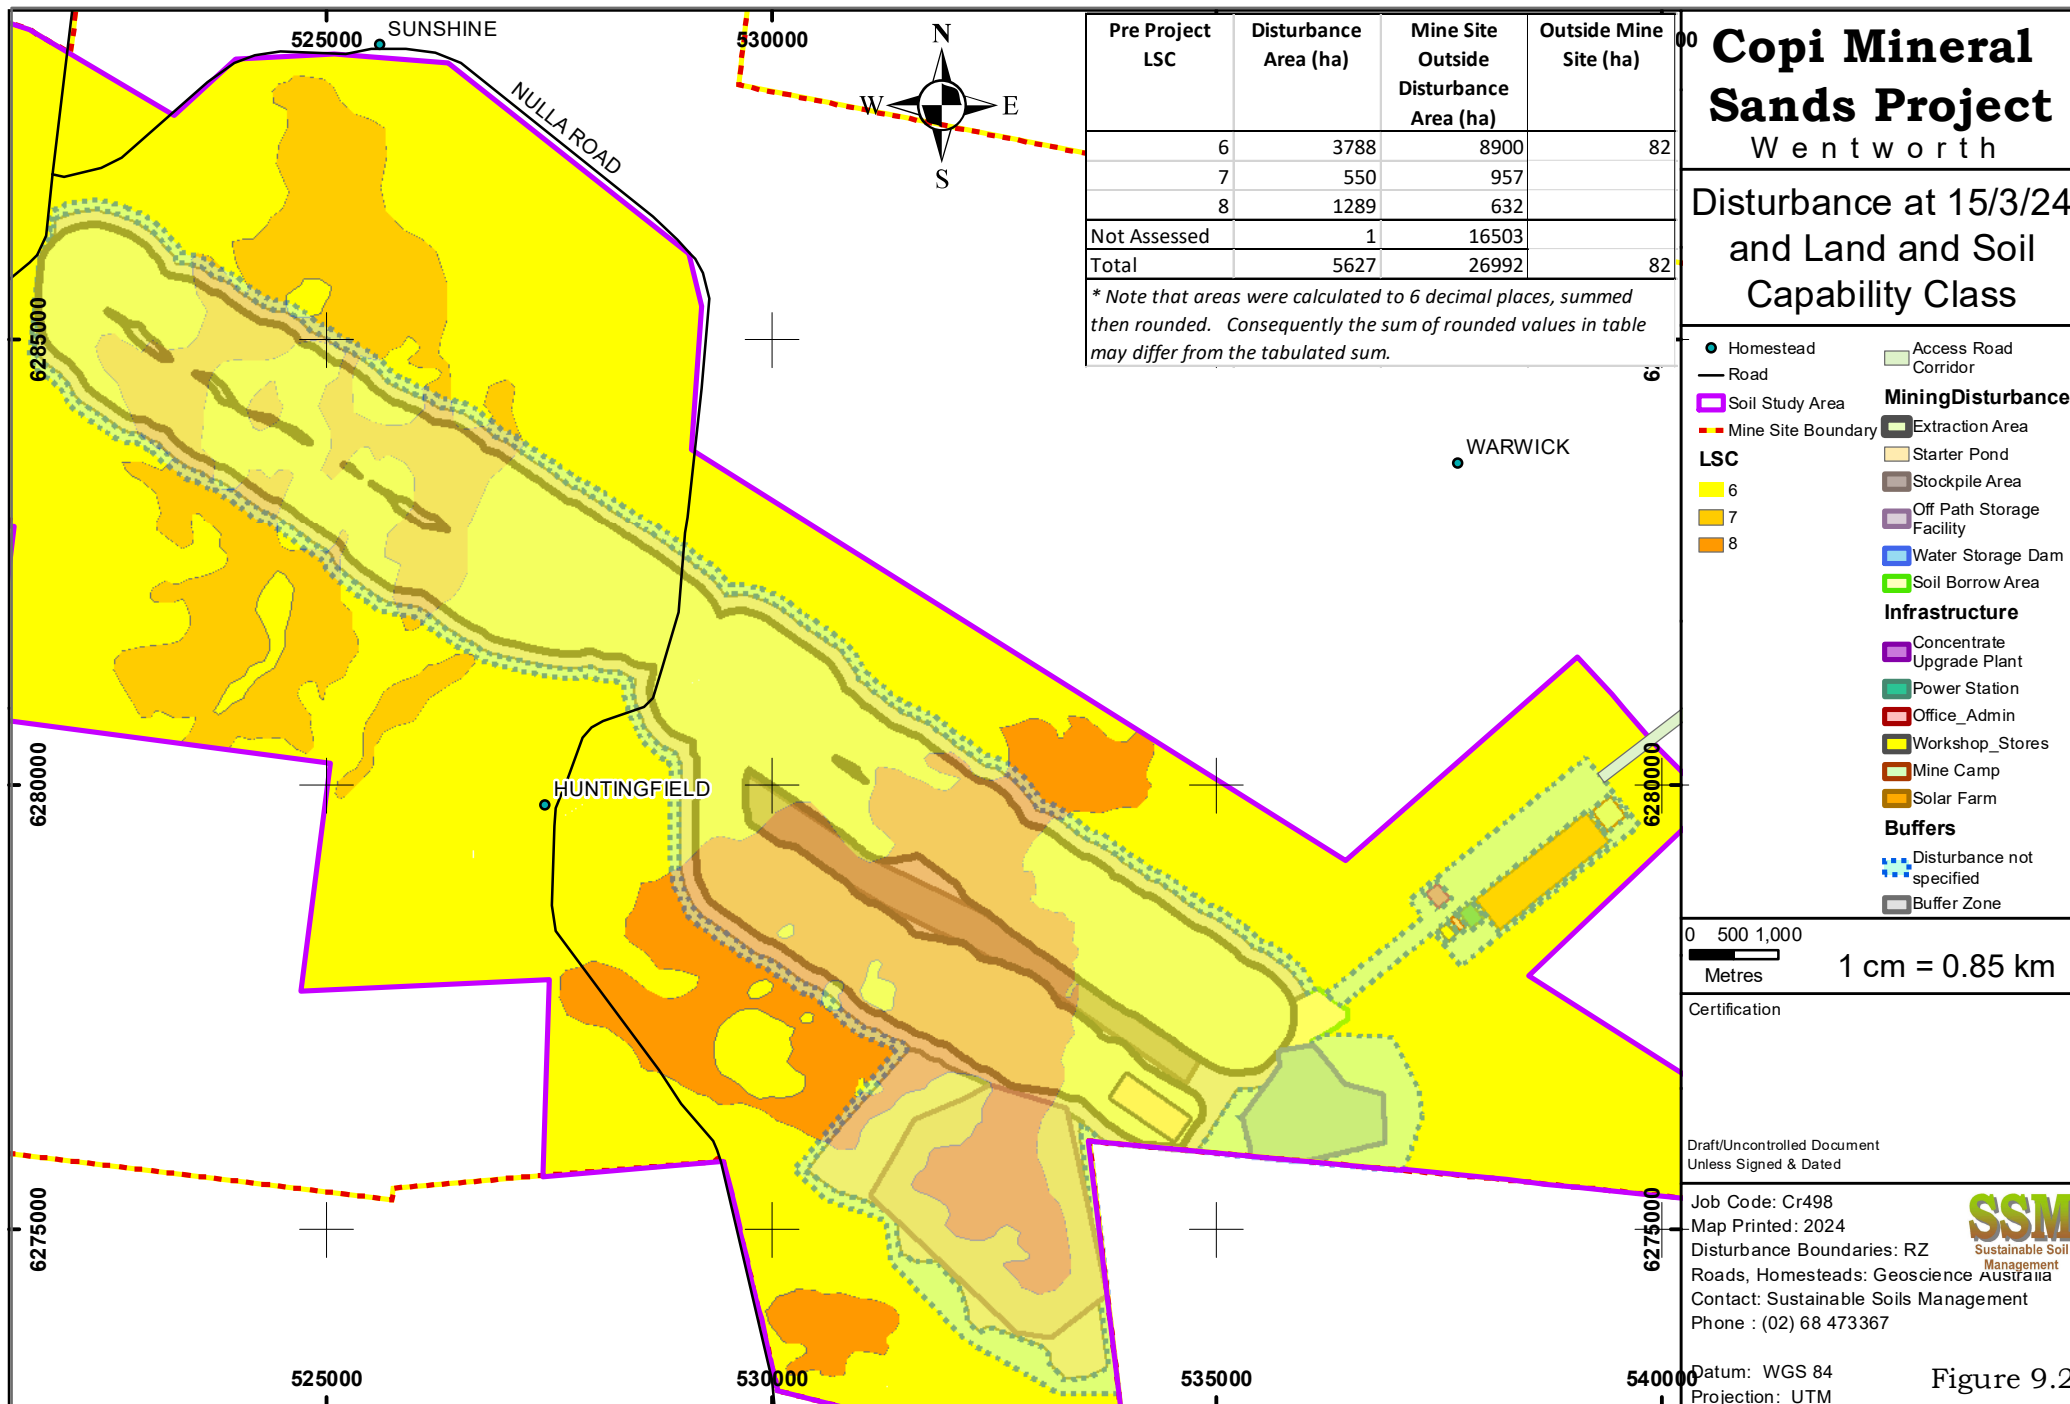 SUNSHINE
525000
530000
N
W
E
S
NULLA ROAD
6285000
WARWICK
HUNTINGFIELD
6280000
6280000
6275000
6275000
525000
530000
535000
540000
Pre Project LSC | Disturbance Area (ha) | Mine Site Outside Disturbance Area (ha) | Outside Mine Site (ha)
6 3788 8900 82
7 550 957
8 1289 632
Not Assessed 1 16503
Total 5627 26992 82
* Note that areas were calculated to 6 decimal places, summed
then rounded. Consequently the sum of rounded values in table
may differ from the tabulated sum.
00
62
Copi Mineral
Sands Project
Wentworth
Disturbance at 15/3/24
and Land and Soil
Capability Class
Homestead
Road
Soil Study Area
Mine Site Boundary
LSC
6
7
8
Access Road
Corridor
MiningDisturbance
Extraction Area
Starter Pond
Stockpile Area
Off Path Storage
Facility
Water Storage Dam
Soil Borrow Area
Infrastructure
Concentrate
Upgrade Plant
Power Station
Office_Admin
Workshop_Stores
Mine Camp
Solar Farm
Buffers
Disturbance not
specified
Buffer Zone
0 500 1,000
Metres
1 cm = 0.85 km
Certification
Draft/Uncontrolled Document
Unless Signed & Dated
Job Code: Cr498
Map Printed: 2024
Disturbance Boundaries: RZ
Roads, Homesteads: Geoscience Australia
Contact: Sustainable Soils Management
Phone : (02) 68 473367
SSM
Sustainable Soil
Management
Datum: WGS 84
Projection: UTM
Figure 9.2